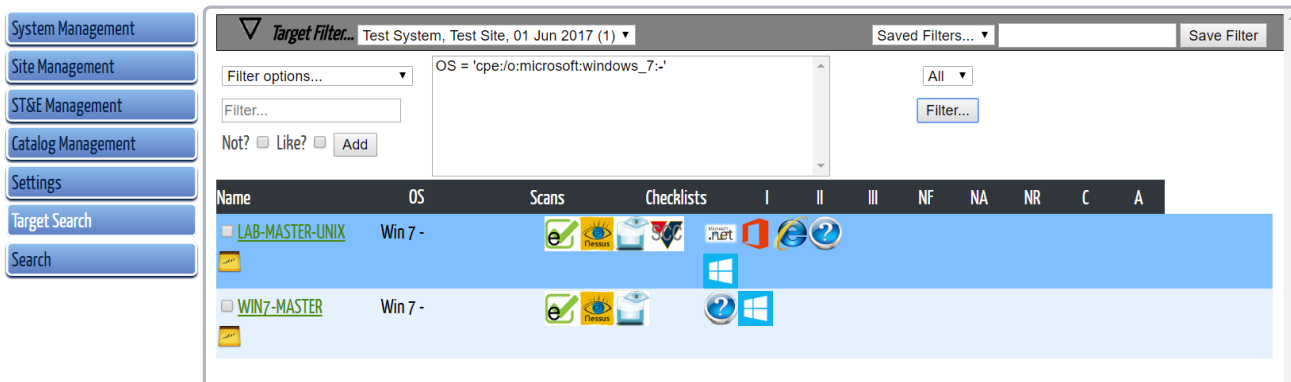 System Management
Site Management
ST&E Management
Catalog Management
Settings
Target Search
Search
Target Filter... Test System, Test Site, 01 Jun 2017 (1) Saved Filters... Save Filter
Filter options... OS = 'cpe:/o:microsoft:windows_7:-' All
Filter... Filter...
Not? Like? Add
Name OS Scans Checklists I II III NF NA NR C A
LAB-MASTER-UNIX Win 7 - e Nessus SCC Microsoft .net
WIN7-MASTER Win 7 - e Nessus